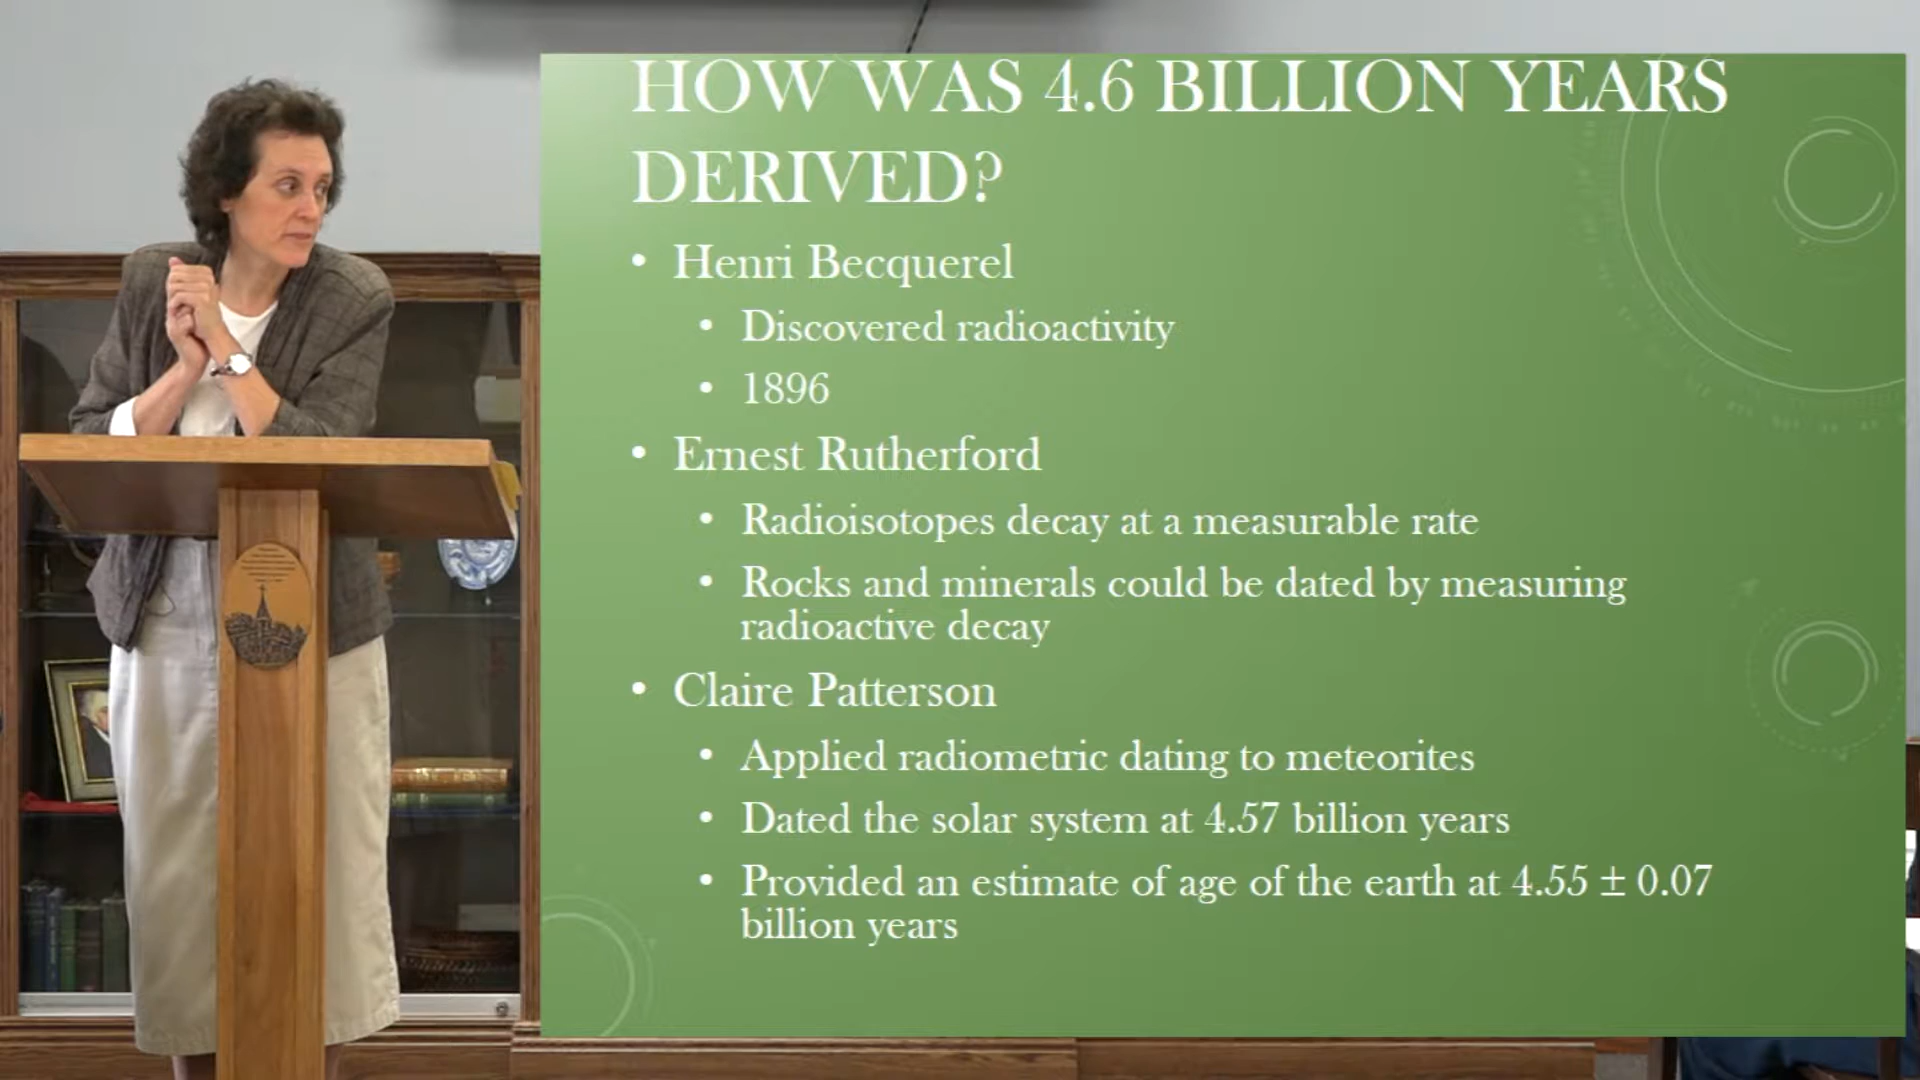 HOW WAS 4.6 BILLION YEARS
DERIVED?
• Henri Becquerel
• Discovered radioactivity
• 1896
• Ernest Rutherford
• Radioisotopes decay at a measurable rate
• Rocks and minerals could be dated by measuring
radioactive decay
• Claire Patterson
• Applied radiometric dating to meteorites
• Dated the solar system at 4.57 billion years
• Provided an estimate of age of the earth at 4.55 ± 0.07
billion years